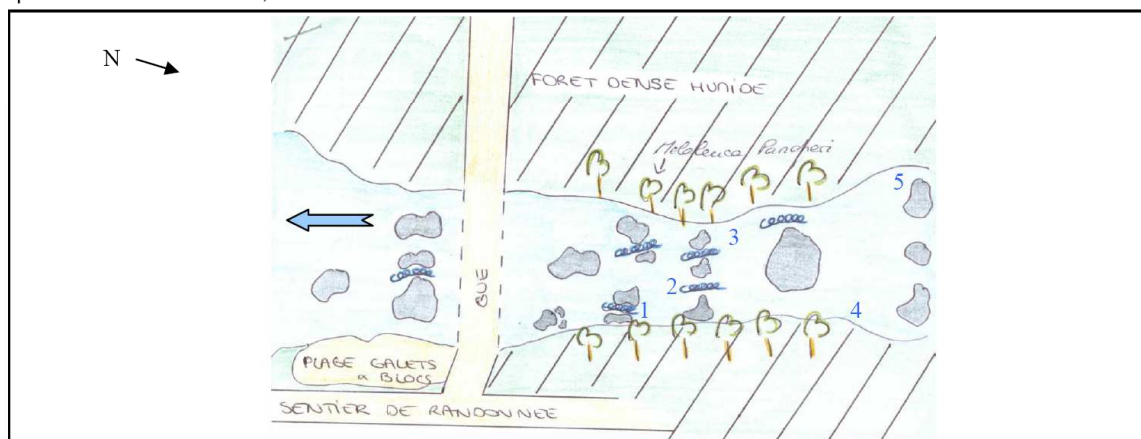 N
FORET DENSE HUMIDE
Melaleuca Pancheri
5
3
2
1
4
GUE
PLAGE GALETS
BLOCS
SENTIER DE RANDONNEE